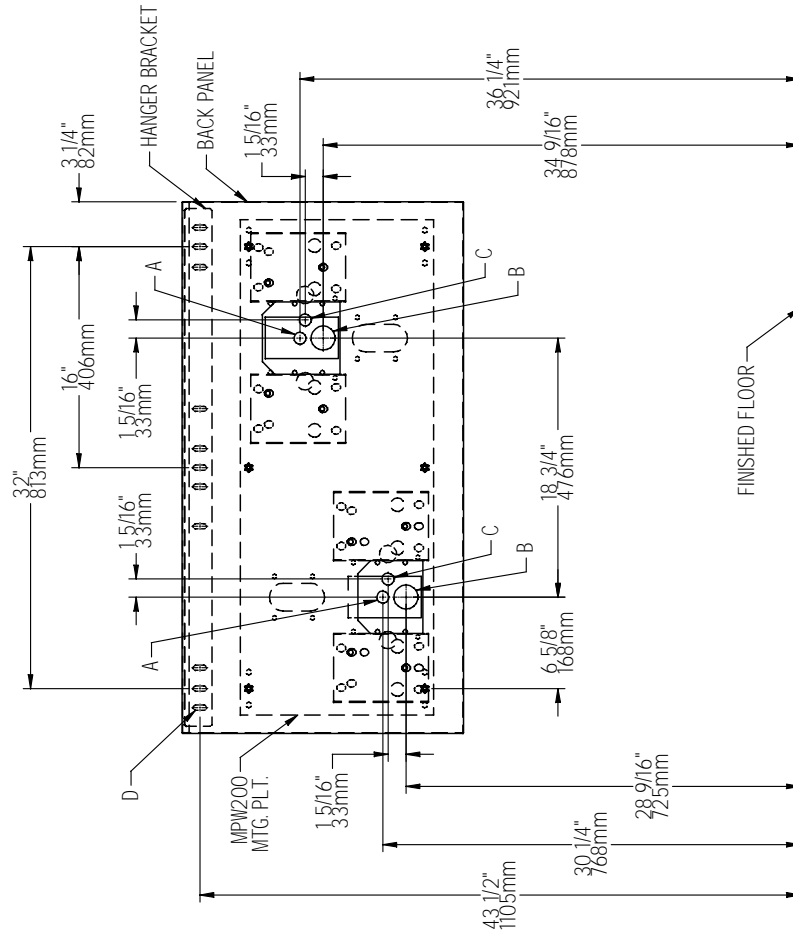 32"
813mm
16"
406mm
3 1/4"
82mm
HANGER BRACKET
BACK PANEL
1 5/16"
33mm
1 5/16"
33mm
1 5/16"
33mm
A
A
C
B
C
B
D
MPW200
MTG. PLT.
36 1/4"
921mm
34 9/16"
878mm
18 3/4"
476mm
6 5/8"
168mm
1 5/16"
33mm
28 9/16"
725mm
30 1/4"
768mm
43 1/2"
1105mm
FINISHED FLOOR